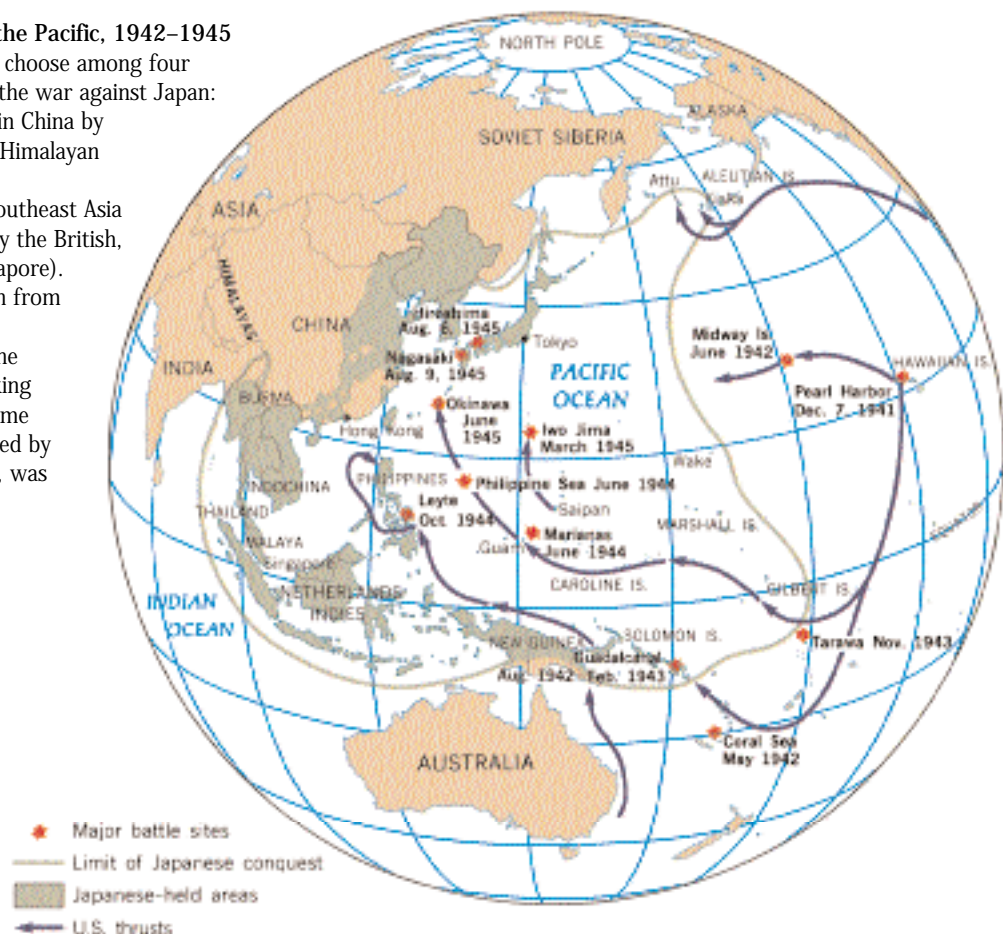 the Pacific, 1942–1945
choose among four
the war against Japan:
in China by
Himalayan
outheast Asia
y the British,
apore).
n from
ne
king
me
ed by
, was
NORTH POLE
ALASKA
SOVIET SIBERIA
ALEUTIAN IS.
Attu
Kiska
ASIA
HIMALAYAS
CHINA
Hiroshima
Aug. 6, 1945
Tokyo
Nagasaki
Aug. 9, 1945
Midway Is.
June 1942
HAWAIIAN IS.
INDIA
PACIFIC
OCEAN
Pearl Harbor
Dec. 7, 1941
BURMA
Okinawa
June
1945
Hong Kong
Iwo Jima
March 1945
Wake
INDOCHINA
PHILIPPINES
Philippine Sea June 1944
Leyte
Oct. 1944
Saipan
THAILAND
MARSHALL IS.
MALAYA
Guam
Marianas
June 1944
Singapore
CAROLINE IS.
GILBERT IS.
NETHERLANDS
INDIES
INDIAN
OCEAN
NEW GUINEA
SOLOMON IS.
Tarawa Nov. 1943
Guadalcanal
Aug. 1942
Feb. 1943
Coral Sea
May 1942
AUSTRALIA
Major battle sites
Limit of Japanese conquest
Japanese-held areas
U.S. thrusts